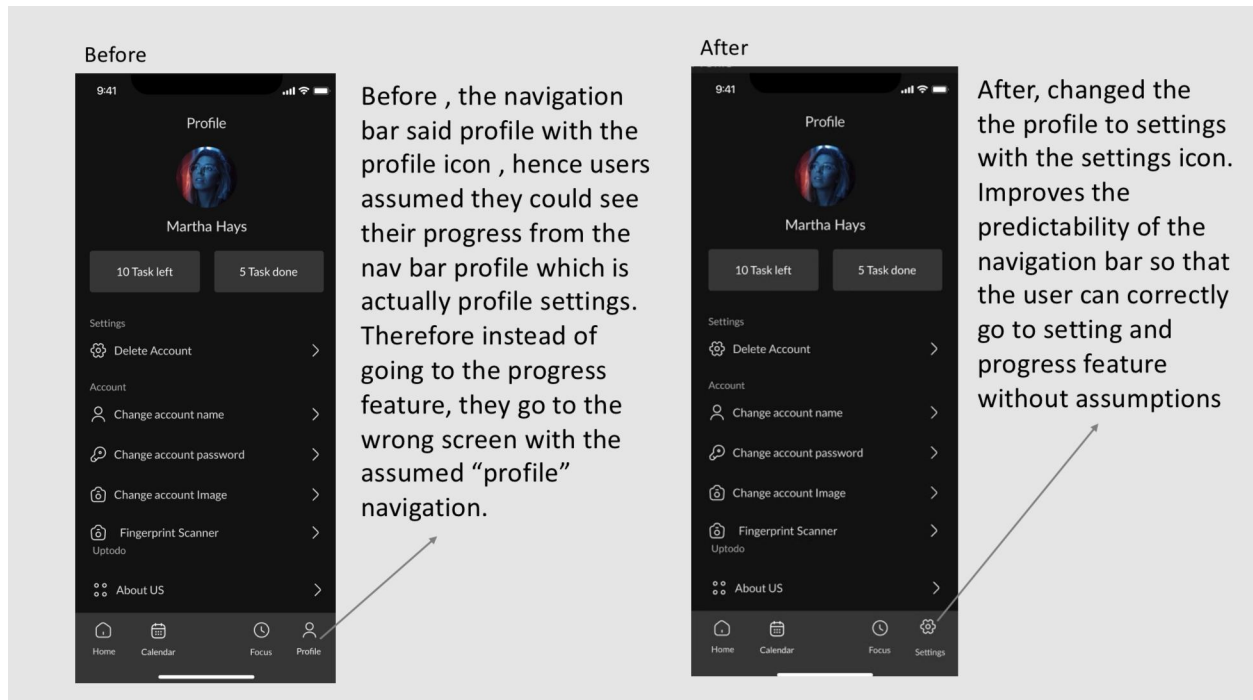 Before
9:41
Profile
Martha Hays
10 Task left
5 Task done
Settings
Delete Account
Account
Change account name
Change account password
Change account Image
Fingerprint Scanner
Uptodo
About US
Home
Calendar
Focus
Profile
Before , the navigation
bar said profile with the
profile icon , hence users
assumed they could see
their progress from the
nav bar profile which is
actually profile settings.
Therefore instead of
going to the progress
feature, they go to the
wrong screen with the
assumed “profile”
navigation.
After
9:41
Profile
Martha Hays
10 Task left
5 Task done
Settings
Delete Account
Account
Change account name
Change account password
Change account Image
Fingerprint Scanner
Uptodo
About US
Home
Calendar
Focus
Settings
After, changed the
the profile to settings
with the settings icon.
Improves the
predictability of the
navigation bar so that
the user can correctly
go to setting and
progress feature
without assumptions